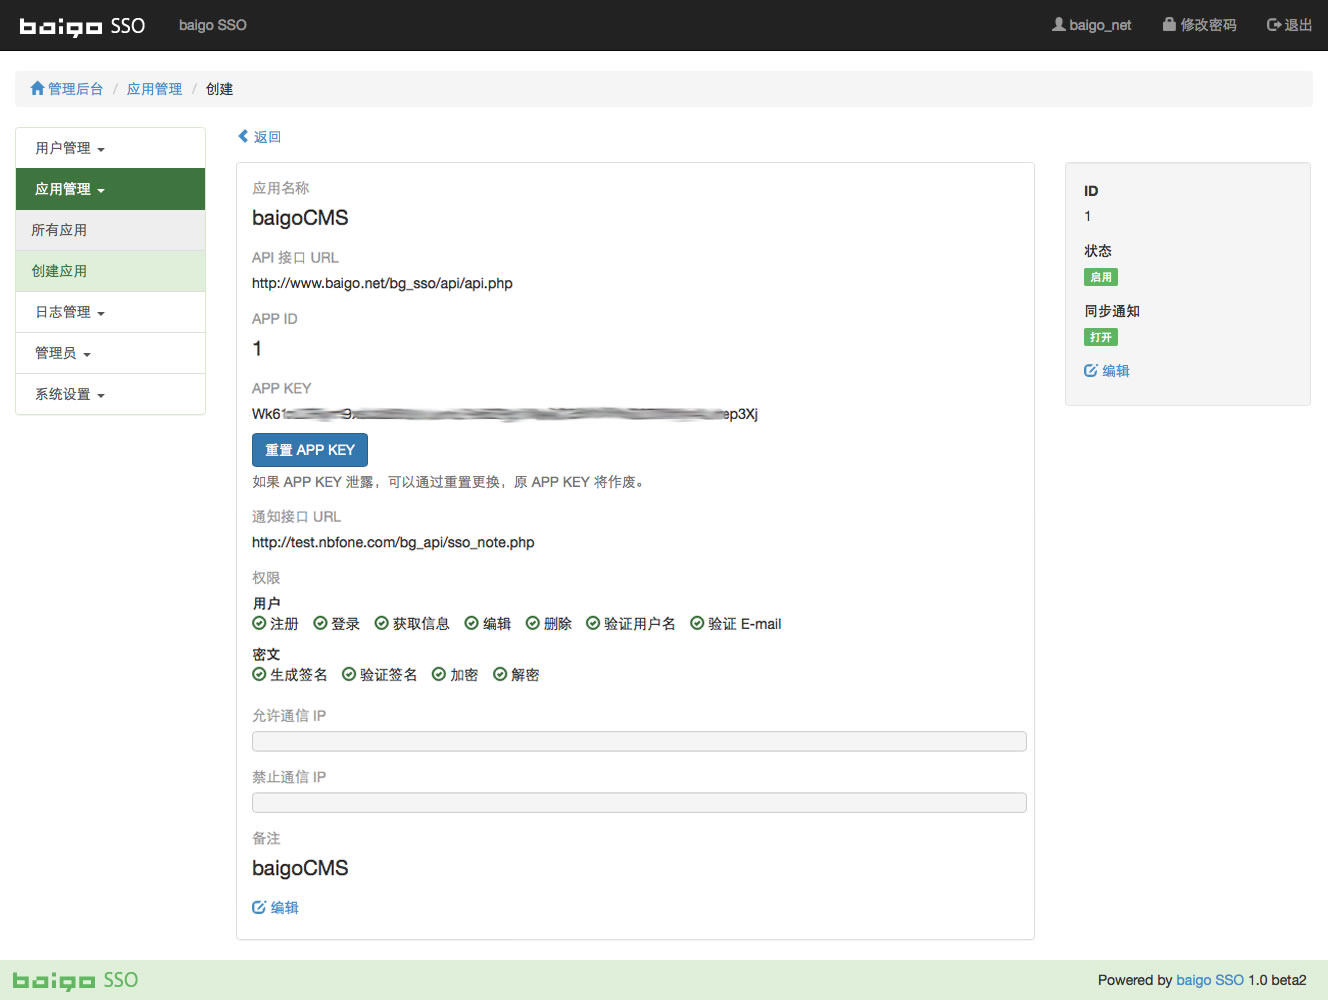 baigo SSO
baigo SSO
baigo_net
修改密码
退出
管理后台 / 应用管理 / 创建
用户管理
应用管理
所有应用
创建应用
日志管理
管理员
系统设置
返回
应用名称
baigoCMS
API 接口 URL
http://www.baigo.net/bg_sso/api/api.php
APP ID
1
APP KEY
Wk61 ep3Xj
重置 APP KEY
如果 APP KEY 泄露，可以通过重置更换，原 APP KEY 将作废。
通知接口 URL
http://test.nbfone.com/bg_api/sso_note.php
权限
用户
注册 登录 获取信息 编辑 删除 验证用户名 验证 E-mail
密文
生成签名 验证签名 加密 解密
允许通信 IP
禁止通信 IP
备注
baigoCMS
编辑
ID
1
状态
启用
同步通知
打开
编辑
baigo SSO
Powered by baigo SSO 1.0 beta2